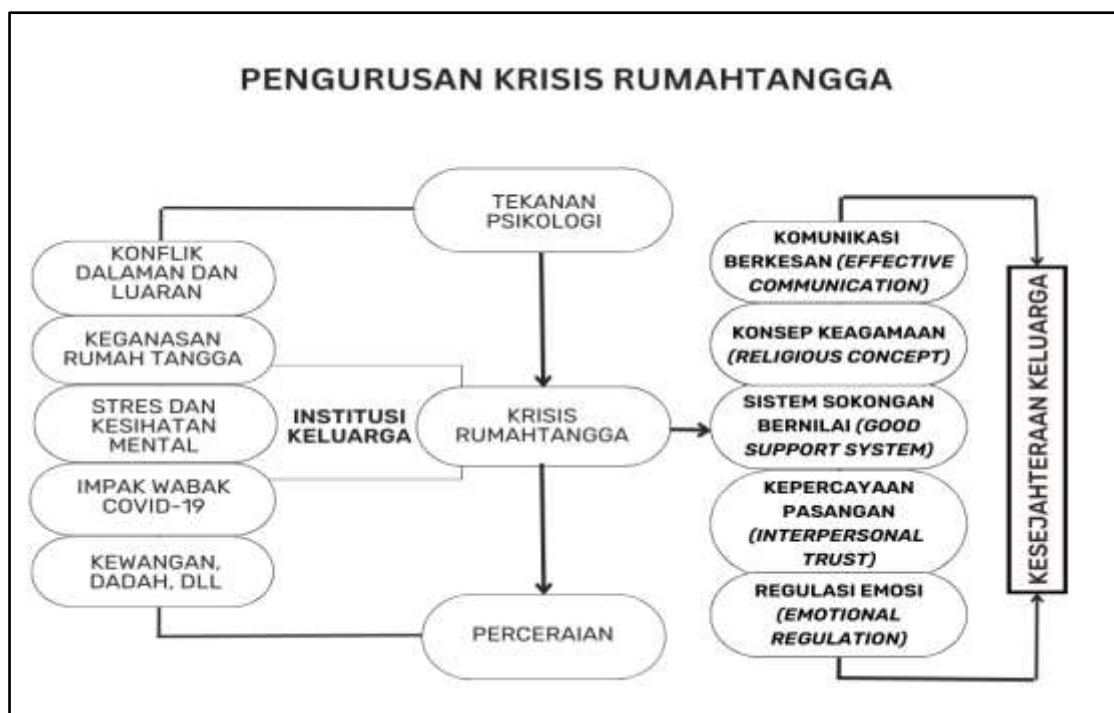 PENGURUSAN KRISIS RUMAHTANGGA
TEKANAN
PSIKOLOGI
KONFLIK
DALAMAN DAN
LUARAN
KEGANASAN
RUMAH TANGGA
STRES DAN
KESIHATAN
MENTAL
IMPAK WABAK
COVID-19
KEWANGAN,
DADAH, DLL
INSTITUSI
KELUARGA
KRISIS
RUMAHTANGGA
PERCERAIAN
KOMUNIKASI
BERKESAN (EFFECTIVE
COMMUNICATION)
KONSEP KEAGAMAAN
(RELIGIOUS CONCEPT)
SISTEM SOKONGAN
BERNILAI (GOOD
SUPPORT SYSTEM)
KEPERCAYAAN
PASANGAN
(INTERPERSONAL
TRUST)
REGULASI EMOSI
(EMOTIONAL
REGULATION)
KESEJAHTERAAN KELUARGA